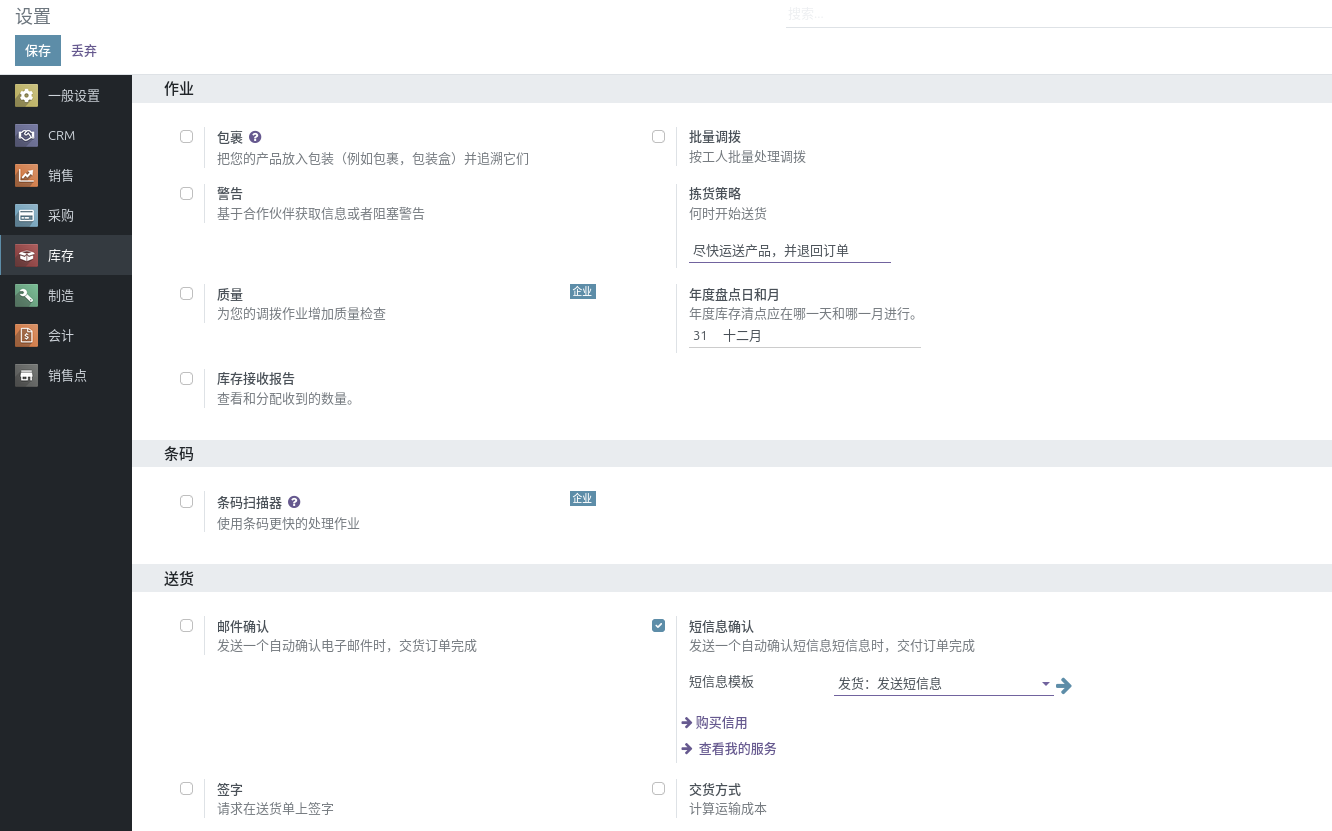 设置
搜索...
保存 丢弃
一般设置
CRM
销售
采购
库存
制造
会计
销售点
作业
包裹
把您的产品放入包装（例如包裹，包装盒）并追溯它们
批量调拨
按工人批量处理调拨
警告
基于合作伙伴获取信息或者阻塞警告
拣货策略
何时开始送货
尽快运送产品，并退回订单
质量 企业
为您的调拨作业增加质量检查
年度盘点日和月
年度库存清点应在哪一天和哪一月进行。
31 十二月
库存接收报告
查看和分配收到的数量。
条码
条码扫描器 企业
使用条码更快的处理作业
送货
邮件确认
发送一个自动确认电子邮件时，交货订单完成
短信息确认
发送一个自动确认短信息短信息时，交付订单完成
短信息模板 发货：发送短信息
购买信用
查看我的服务
签字
请求在送货单上签字
交货方式
计算运输成本